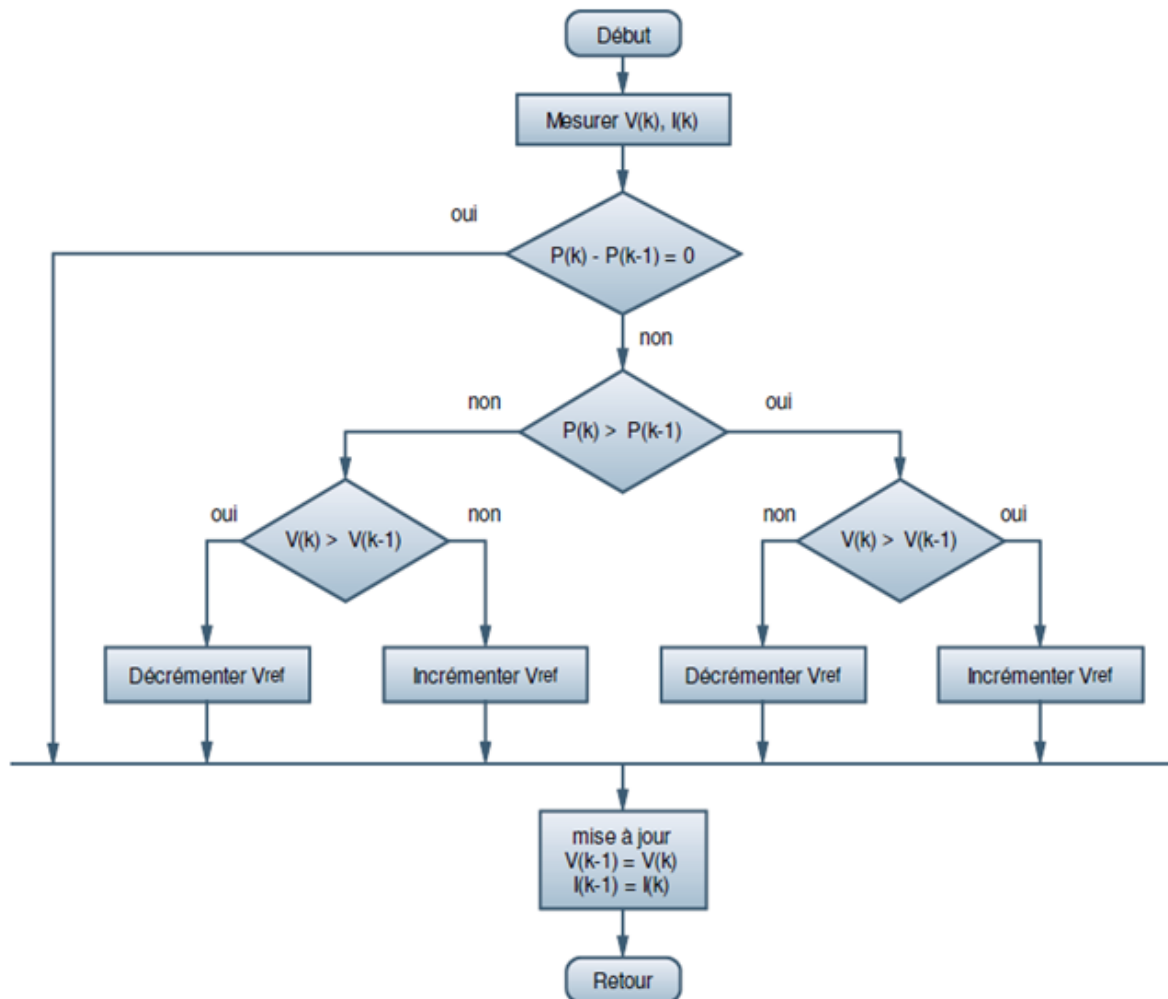 Début
Mesurer V(k), I(k)
oui
P(k) - P(k-1) = 0
non
non
oui
P(k) > P(k-1)
oui
non
non
oui
V(k) > V(k-1)
V(k) > V(k-1)
Décrémenter Vref
Incrémenter Vref
Décrémenter Vref
Incrémenter Vref
mise à jour
V(k-1) = V(k)
I(k-1) = I(k)
Retour